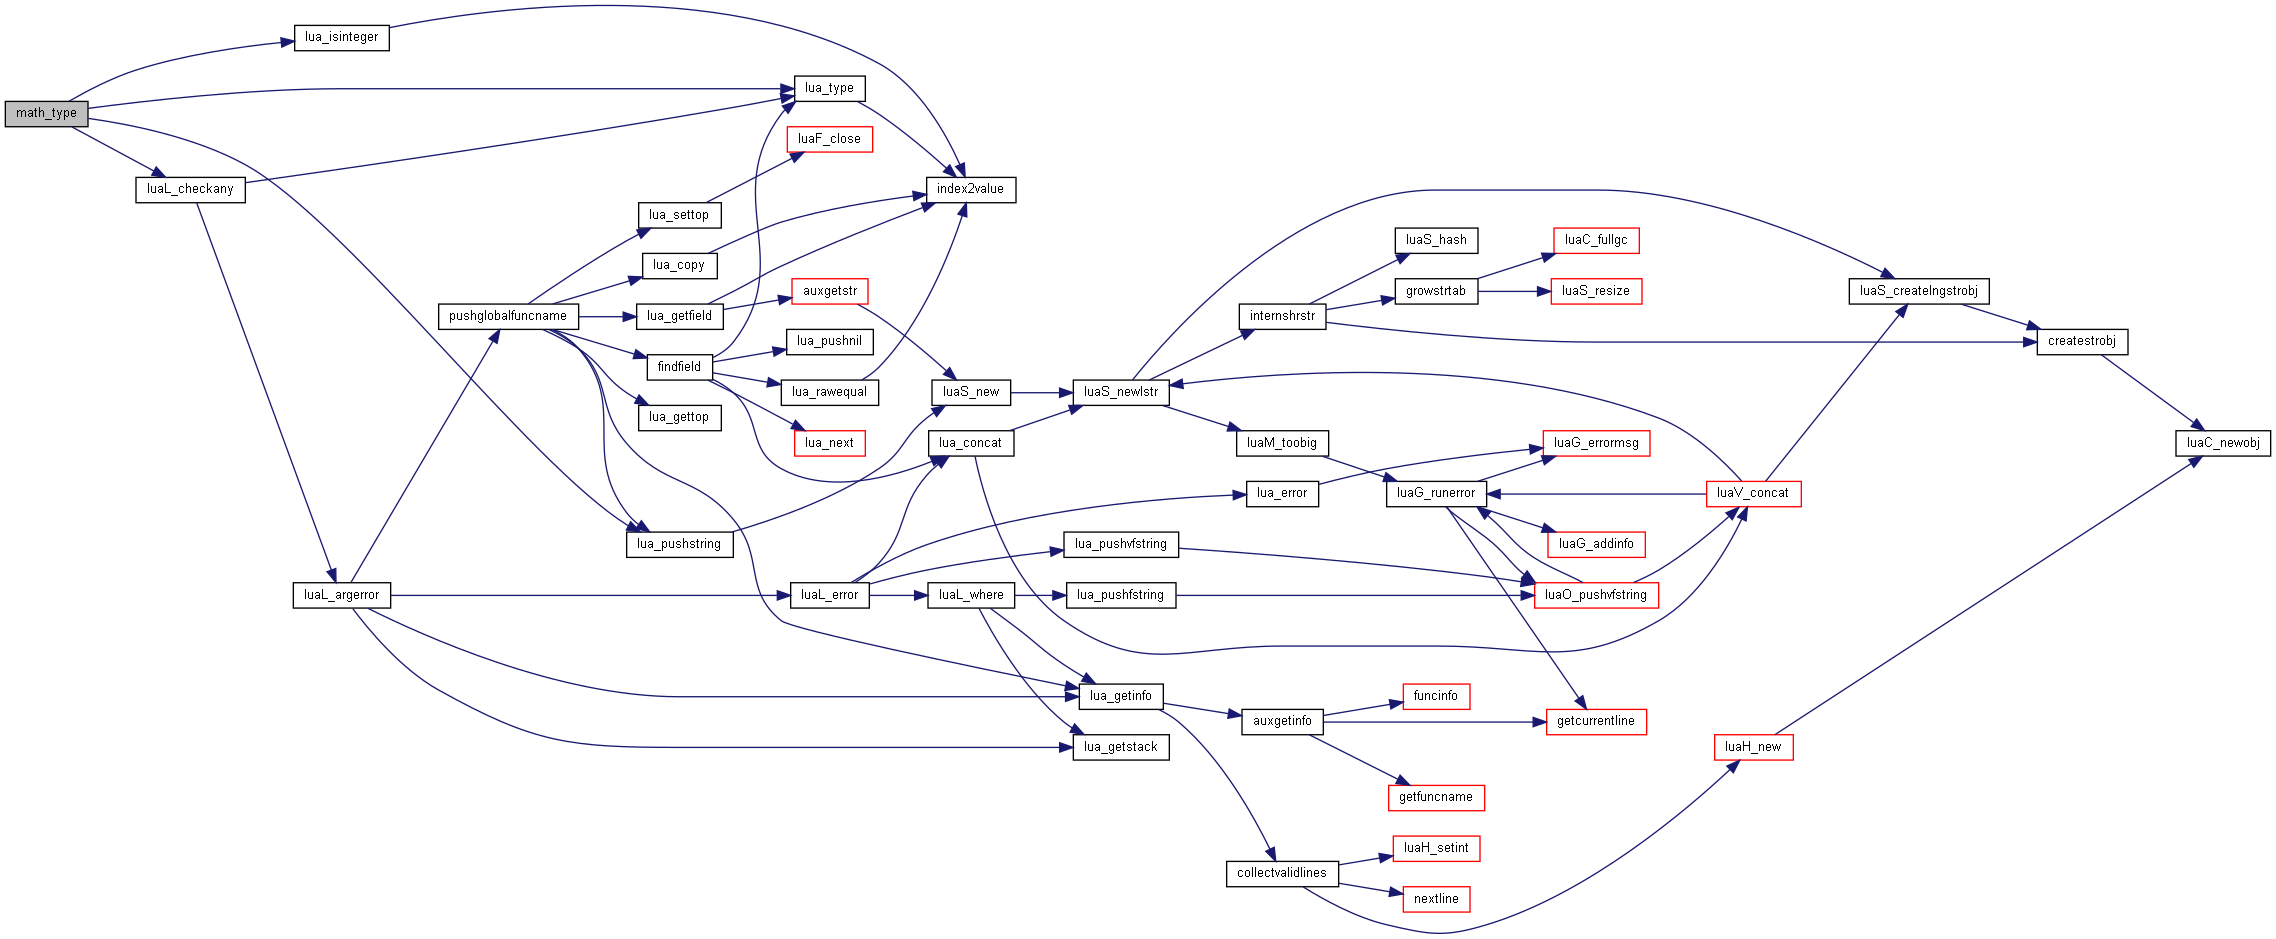 math_type
lua_isinteger
luaL_checkany
luaL_argerror
pushglobalfuncname
lua_type
luaF_close
lua_settop
lua_copy
lua_getfield
findfield
lua_gettop
lua_pushstring
auxgetstr
lua_pushnil
lua_rawequal
lua_next
luaL_error
index2value
luaS_new
lua_concat
luaL_where
luaS_newlstr
lua_pushvfstring
lua_pushfstring
lua_getinfo
lua_getstack
internshrstr
luaM_toobig
lua_error
auxgetinfo
collectvalidlines
luaS_hash
growstrtab
luaG_runerror
funcinfo
getfuncname
luaH_setint
nextline
luaC_fullgc
luaS_resize
luaG_errormsg
luaG_addinfo
luaO_pushvfstring
getcurrentline
luaV_concat
luaH_new
luaS_createlngstrobj
createstrobj
luaC_newobj